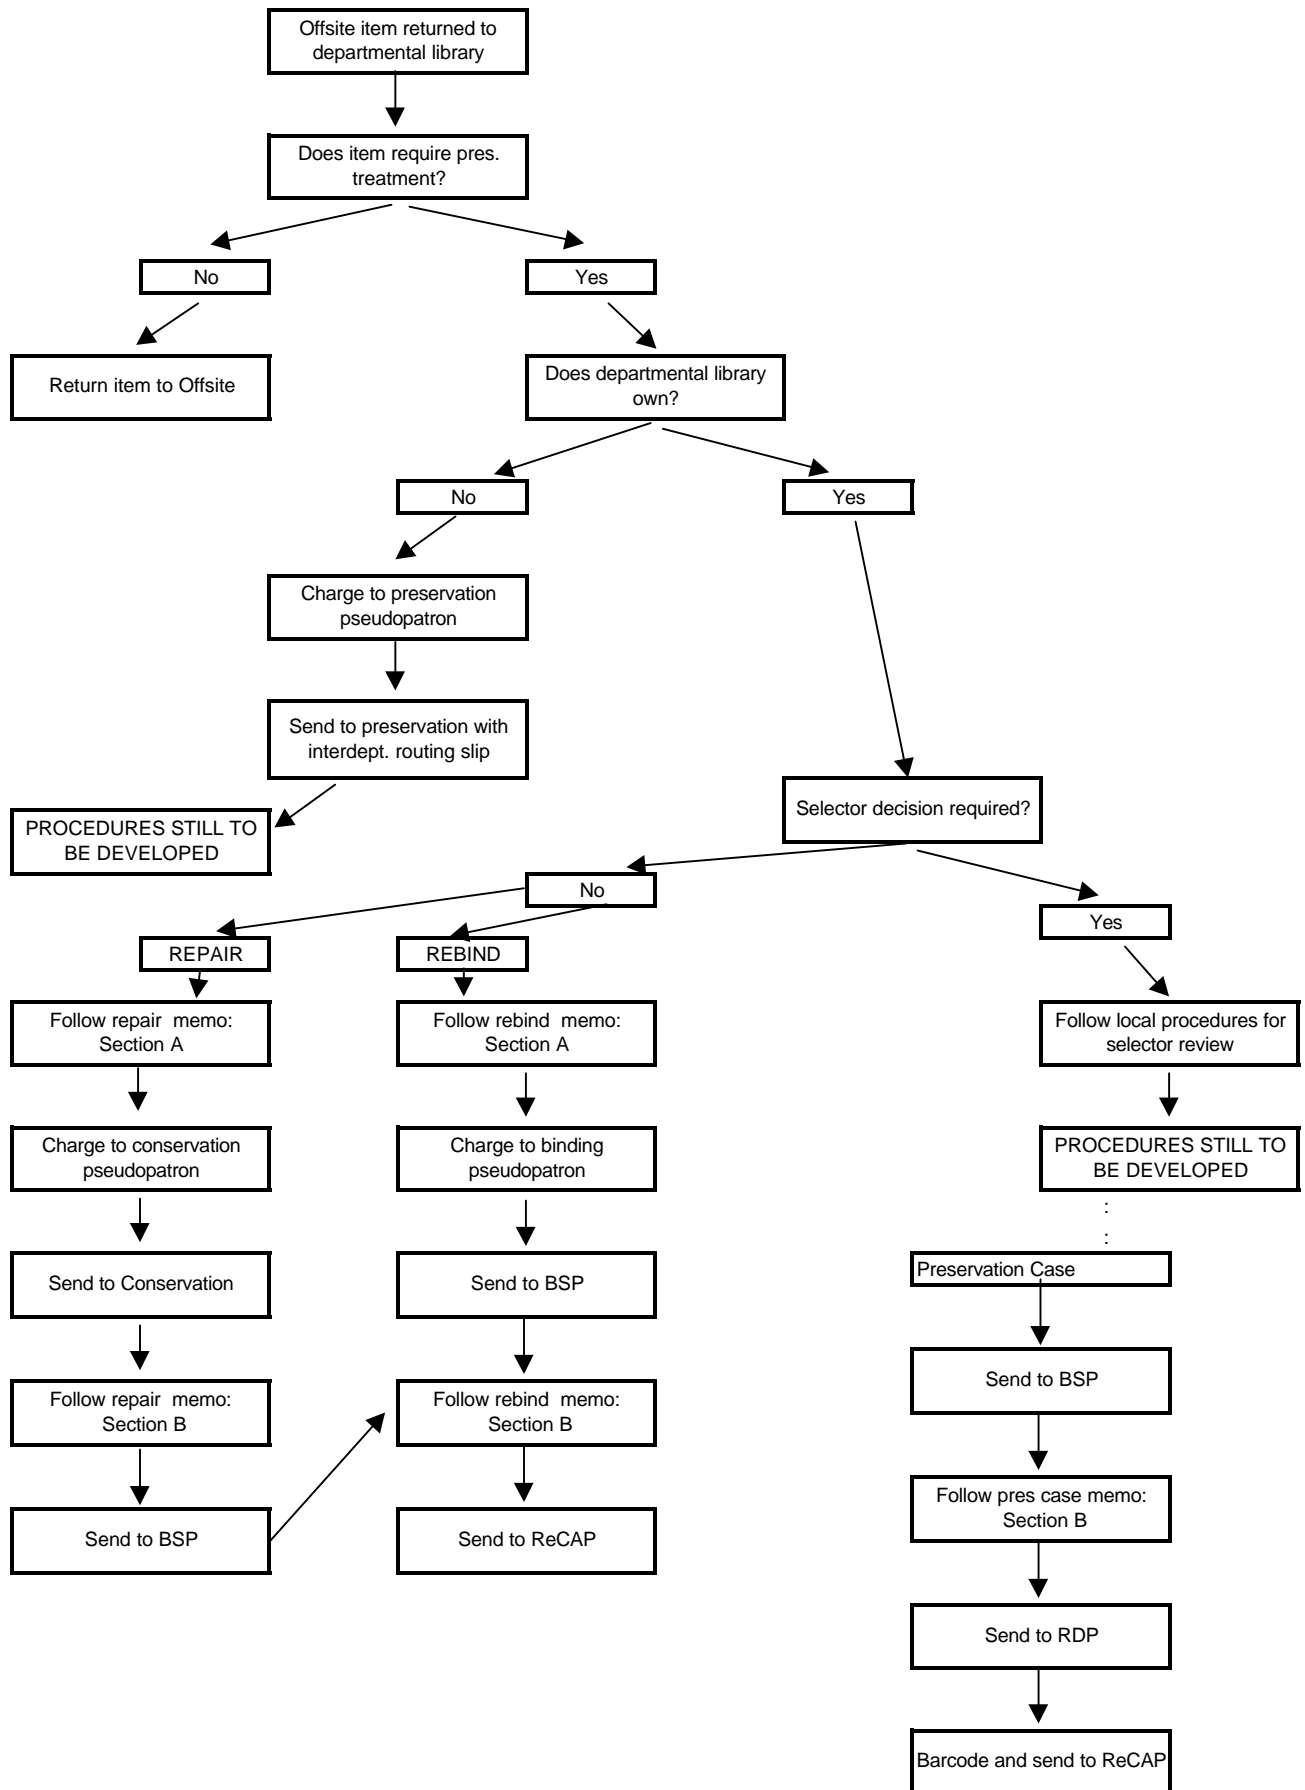 Offsite item returned to
departmental library
Does item require pres.
treatment?
No
Yes
Return item to Offsite
Does departmental library
own?
No
Yes
Charge to preservation
pseudopatron
Send to preservation with
interdept. routing slip
PROCEDURES STILL TO
BE DEVELOPED
Selector decision required?
No
Yes
REPAIR
REBIND
Follow repair  memo:
Section A
Follow rebind  memo:
Section A
Follow local procedures for
selector review
Charge to conservation
pseudopatron
Charge to binding
pseudopatron
PROCEDURES STILL TO
BE DEVELOPED
:
:
Send to Conservation
Send to BSP
Preservation Case
Send to BSP
Follow repair  memo:
Section B
Follow rebind  memo:
Section B
Send to BSP
Send to ReCAP
Follow pres case memo:
Section B
Send to RDP
Barcode and send to ReCAP